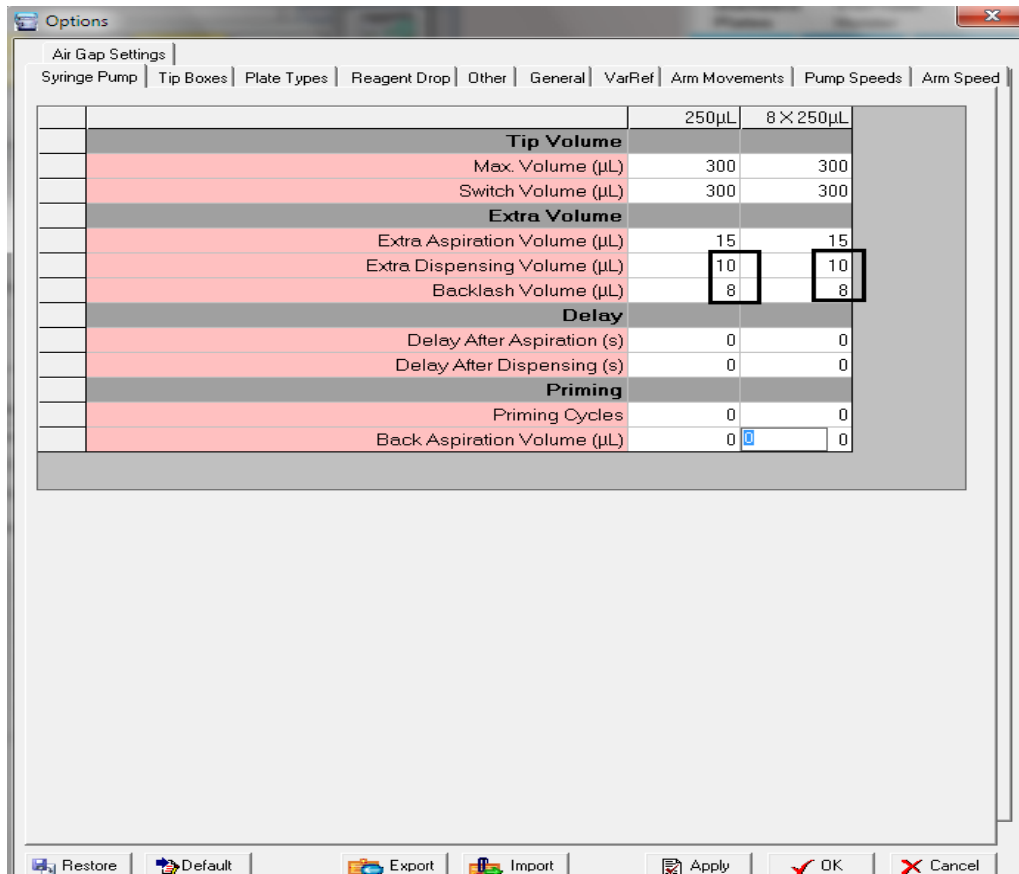 Options
Air Gap Settings
Syringe Pump Tip Boxes Plate Types Reagent Drop Other General VarRef Arm Movements Pump Speeds Arm Speed
250µL 8×250µL
Tip Volume
Max. Volume (µL) 300 300
Switch Volume (µL) 300 300
Extra Volume
Extra Aspiration Volume (µL) 15 15
Extra Dispensing Volume (µL) 10 10
Backlash Volume (µL) 8 8
Delay
Delay After Aspiration (s) 0 0
Delay After Dispensing (s) 0 0
Priming
Priming Cycles 0 0
Back Aspiration Volume (µL) 0 0 0
Restore Default Export Import Apply OK Cancel